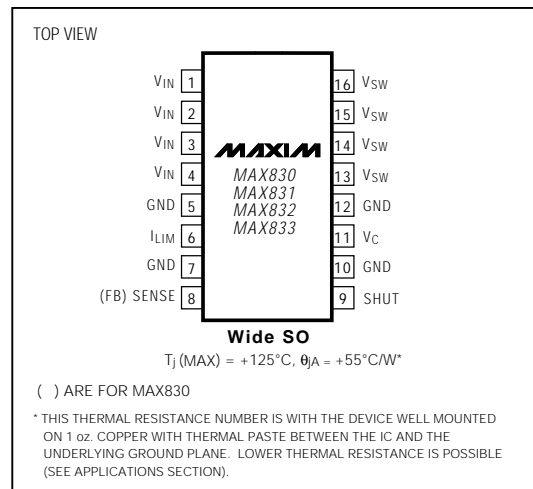 TOP VIEW
VIN 1
VIN 2
VIN 3
VIN 4
GND 5
ILIM 6
GND 7
(FB) SENSE 8
MAXIM
MAX830
MAX831
MAX832
MAX833
16 VSW
15 VSW
14 VSW
13 VSW
12 GND
11 VC
10 GND
9 SHUT
Wide SO
Tj (MAX) = +125°C, θjA = +55°C/W*
( ) ARE FOR MAX830
* THIS THERMAL RESISTANCE NUMBER IS WITH THE DEVICE WELL MOUNTED
ON 1 oz. COPPER WITH THERMAL PASTE BETWEEN THE IC AND THE
UNDERLYING GROUND PLANE. LOWER THERMAL RESISTANCE IS POSSIBLE
(SEE APPLICATIONS SECTION).